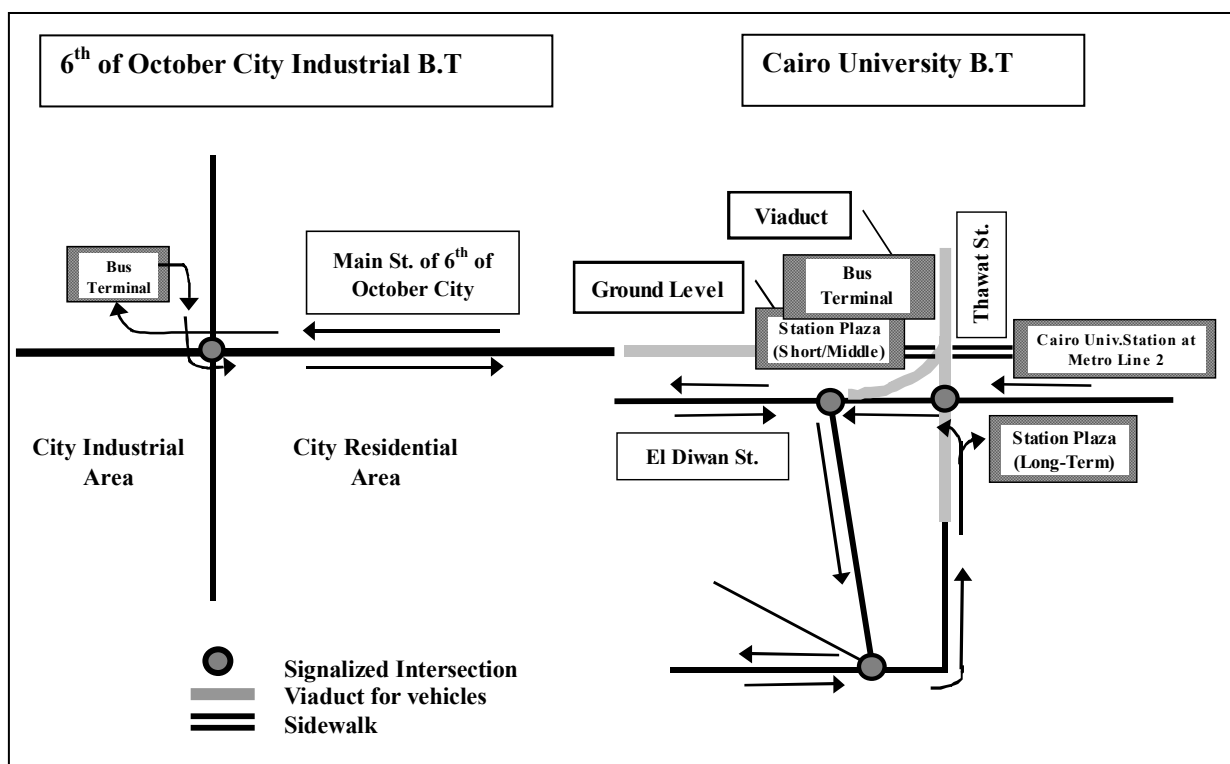 6th of October City Industrial B.T
Cairo University B.T
Bus
Terminal
Main St. of 6th of
October City
City Industrial
Area
City Residential
Area
Viaduct
Ground Level
Bus
Terminal
Station Plaza
(Short/Middle)
Thawat St.
Cairo Univ.Station at
Metro Line 2
El Diwan St.
Station Plaza
(Long-Term)
Signalized Intersection
Viaduct for vehicles
Sidewalk